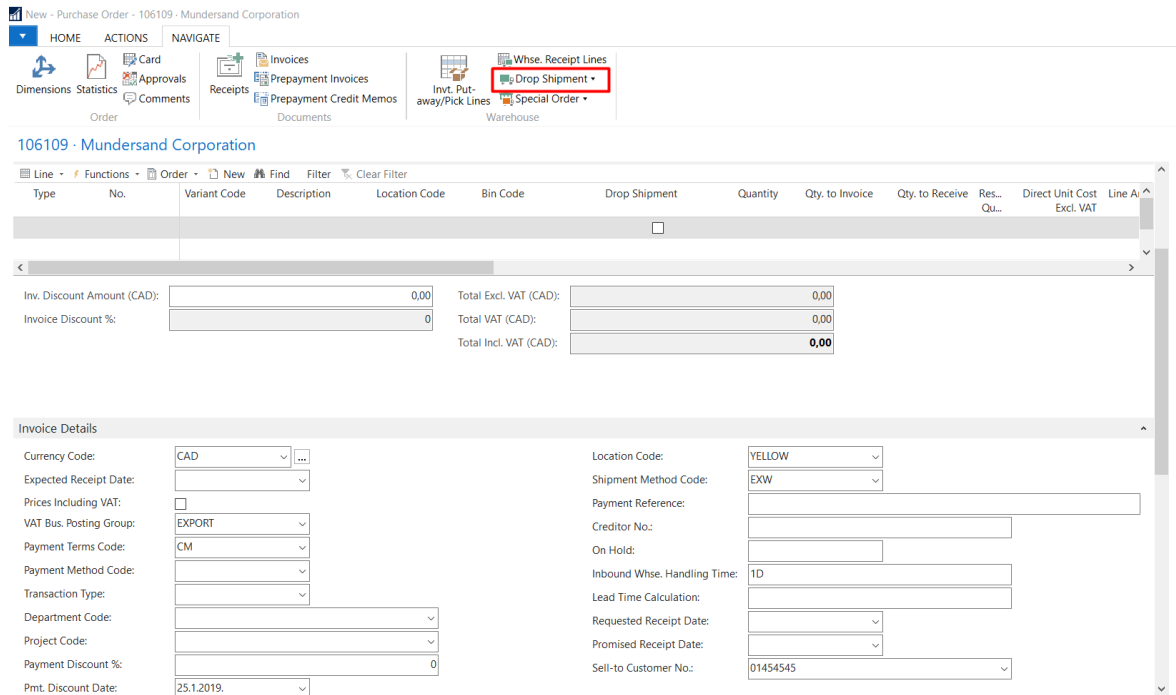 New - Purchase Order - 106109 · Mundersand Corporation
HOME ACTIONS NAVIGATE
Dimensions Statistics Card Approvals Comments
Order
Receipts Invoices Prepayment Invoices Prepayment Credit Memos
Documents
Invt. Put-away/Pick Lines Whse. Receipt Lines Drop Shipment Special Order
Warehouse
106109 · Mundersand Corporation
Line Functions Order New Find Filter Clear Filter
Type No. Variant Code Description Location Code Bin Code Drop Shipment Quantity Qty. to Invoice Qty. to Receive Res... Qu... Direct Unit Cost Excl. VAT Line A
Inv. Discount Amount (CAD): 0,00 Total Excl. VAT (CAD): 0,00
Invoice Discount %: 0 Total VAT (CAD): 0,00
Total Incl. VAT (CAD): 0,00
Invoice Details
Currency Code: CAD ... Location Code: YELLOW
Expected Receipt Date: Shipment Method Code: EXW
Prices Including VAT: Payment Reference:
VAT Bus. Posting Group: EXPORT Creditor No.:
Payment Terms Code: CM On Hold:
Payment Method Code: Inbound Whse. Handling Time: 1D
Transaction Type: Lead Time Calculation:
Department Code: Requested Receipt Date:
Project Code: Promised Receipt Date:
Payment Discount %: 0 Sell-to Customer No.: 01454545
Pmt. Discount Date: 25.1.2019.